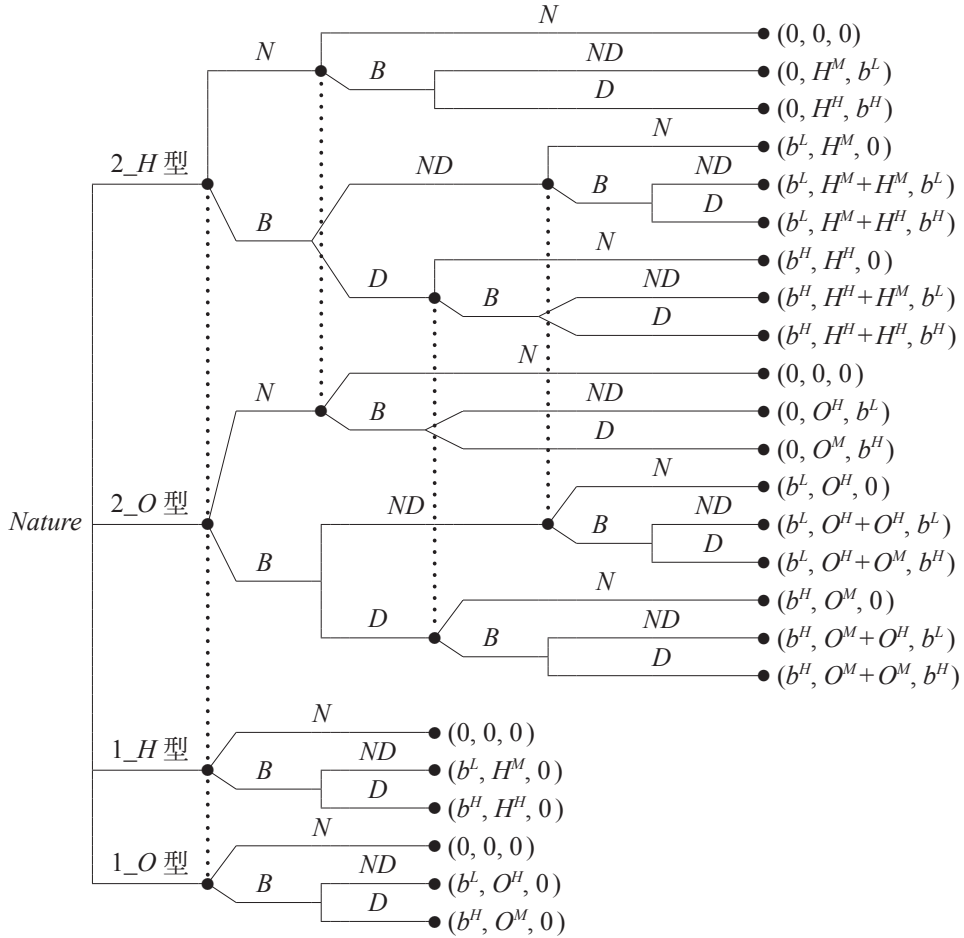 N
(0, 0, 0)
N
B
ND
(0, H^M, b^L)
D
(0, H^H, b^H)
2_H 型
N
(b^L, H^M, 0)
ND
B
ND
(b^L, H^M+H^M, b^L)
D
(b^L, H^M+H^H, b^H)
B
N
(b^H, H^H, 0)
D
B
ND
(b^H, H^H+H^M, b^L)
D
(b^H, H^H+H^H, b^H)
N
(0, 0, 0)
N
B
ND
(0, O^H, b^L)
D
(0, O^M, b^H)
N
(b^L, O^H, 0)
Nature
2_O 型
ND
B
ND
(b^L, O^H+O^H, b^L)
D
(b^L, O^H+O^M, b^H)
B
N
(b^H, O^M, 0)
D
B
ND
(b^H, O^M+O^H, b^L)
D
(b^H, O^M+O^M, b^H)
N
(0, 0, 0)
1_H 型
B
ND
(b^L, H^M, 0)
D
(b^H, H^H, 0)
N
(0, 0, 0)
1_O 型
B
ND
(b^L, O^H, 0)
D
(b^H, O^M, 0)